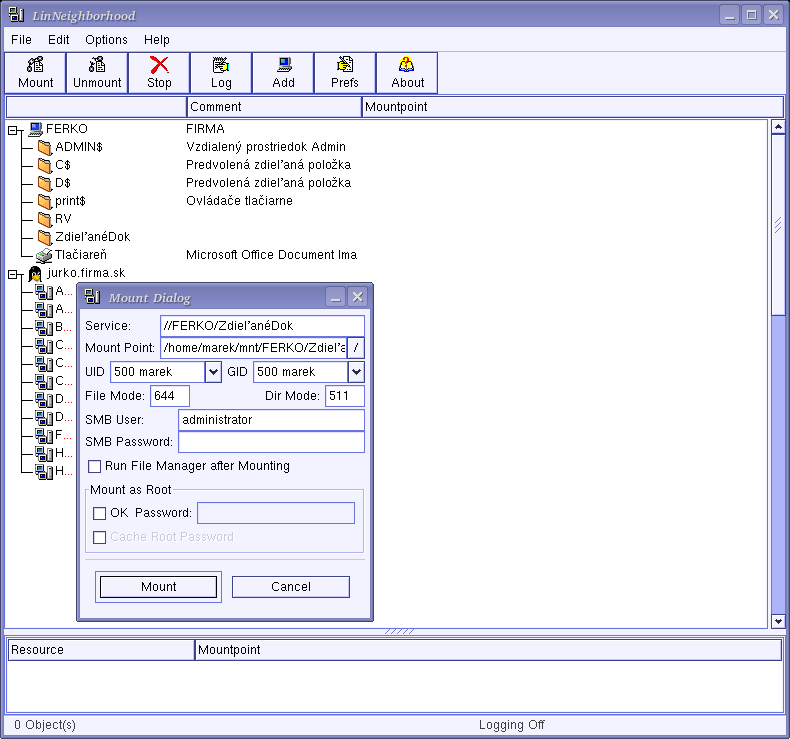 LinNeighborhood
File Edit Options Help
Mount Unmount Stop Log Add Prefs About
Comment Mountpoint
FERKO FIRMA
ADMIN$ Vzdialený prostriedok Admin
C$ Predvolená zdieľaná položka
D$ Predvolená zdieľaná položka
print$ Ovládače tlačiarne
RV
ZdieľanéDok
Tlačiareň Microsoft Office Document Ima
jurko.firma.sk
A...
A...
B...
C...
C...
C...
D...
D...
F...
H...
H...
Mount Dialog
Service: //FERKO/ZdieľanéDok
Mount Point: /home/marek/mnt/FERKO/Zdieľa /
UID 500 marek GID 500 marek
File Mode: 644 Dir Mode: 511
SMB User: administrator
SMB Password:
Run File Manager after Mounting
Mount as Root
OK Password:
Cache Root Password
Mount Cancel
Resource Mountpoint
0 Object(s) Logging Off